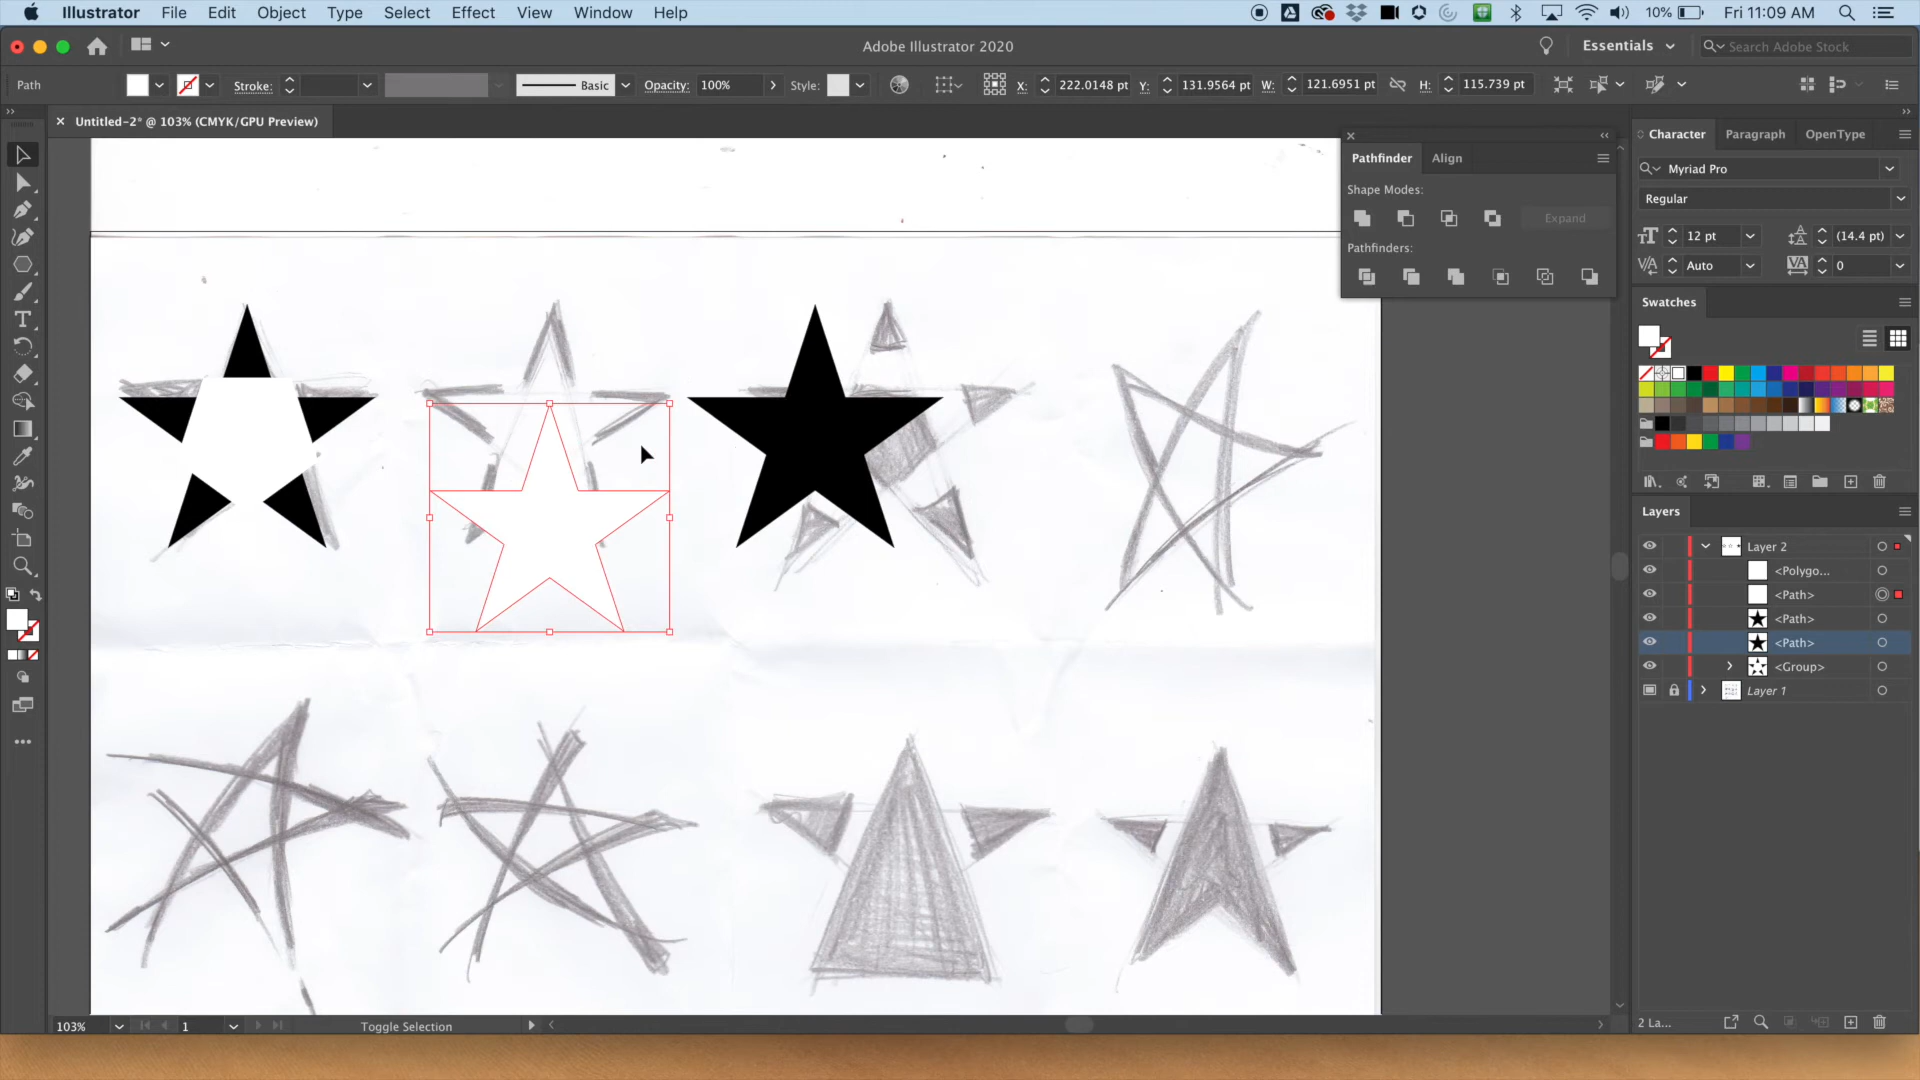 Illustrator File Edit Object Type Select Effect View Window Help
10% Fri 11:09 AM
Adobe Illustrator 2020
Essentials
Search Adobe Stock
Path
Stroke:
Basic
Opacity: 100%
Style:
X: 222.0148 pt
Y: 131.9564 pt
W: 121.6951 pt
H: 115.739 pt
Untitled-2* @ 103% (CMYK/GPU Preview)
Pathfinder Align
Shape Modes:
Expand
Pathfinders:
Character Paragraph OpenType
Myriad Pro
Regular
12 pt
(14.4 pt)
Auto
0
Swatches
Layers
Layer 2
<Polygo...
<Path>
<Path>
<Path>
<Group>
Layer 1
2 La...
103%
1
Toggle Selection